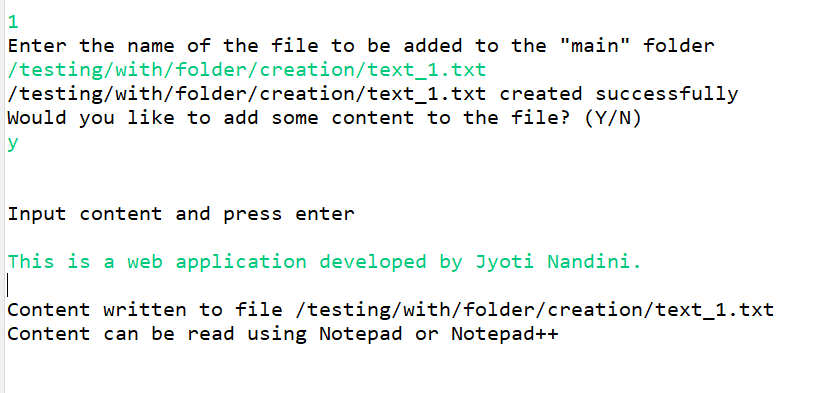 1
Enter the name of the file to be added to the "main" folder
/testing/with/folder/creation/text_1.txt
/testing/with/folder/creation/text_1.txt created successfully
Would you like to add some content to the file? (Y/N)
y
Input content and press enter
This is a web application developed by Jyoti Nandini.
Content written to file /testing/with/folder/creation/text_1.txt
Content can be read using Notepad or Notepad++